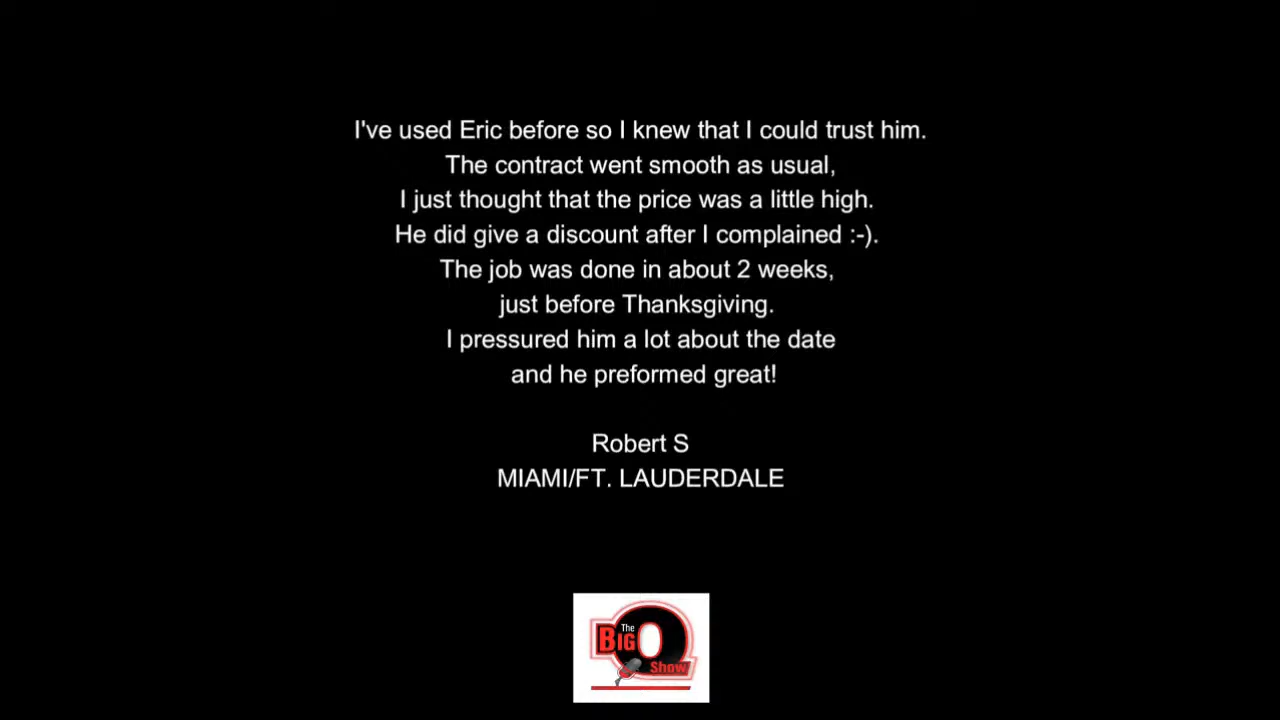 I've used Eric before so I knew that I could trust him.
The contract went smooth as usual,
I just thought that the price was a little high.
He did give a discount after I complained :-).
The job was done in about 2 weeks,
just before Thanksgiving.
I pressured him a lot about the date
and he preformed great!
Robert S
MIAMI/FT. LAUDERDALE
The
BIG O
Show